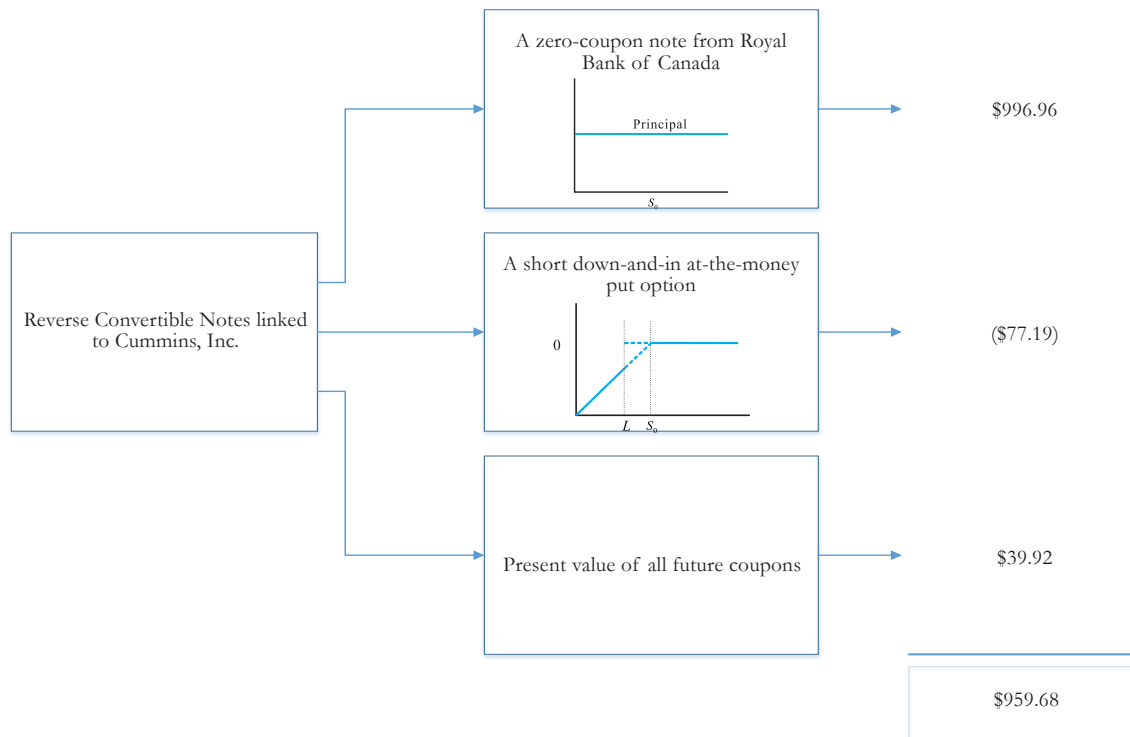 A zero-coupon note from Royal
Bank of Canada
Principal
S₀
$996.96
Reverse Convertible Notes linked
to Cummins, Inc.
A short down-and-in at-the-money
put option
0
L S₀
($77.19)
Present value of all future coupons
$39.92
$959.68